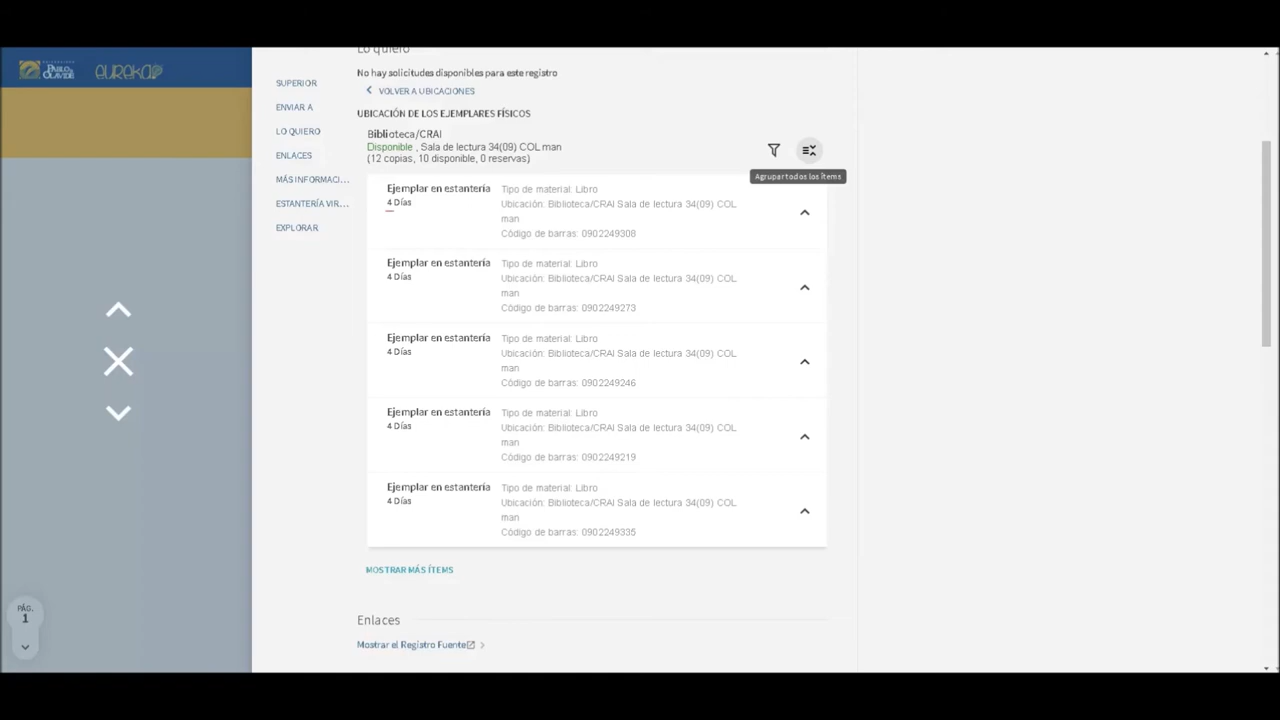 PABLO
OLAVIDE
eureka
SUPERIOR
ENVIAR A
LO QUIERO
ENLACES
MÁS INFORMACI...
ESTANTERÍA VIR...
EXPLORAR
PÁG.
1
Lo quiero
No hay solicitudes disponibles para este registro
VOLVER A UBICACIONES
UBICACIÓN DE LOS EJEMPLARES FÍSICOS
Biblioteca/CRAI
Disponible , Sala de lectura 34(09) COL man
(12 copias, 10 disponible, 0 reservas)
Agrupar todos los ítems
Ejemplar en estantería
4 Días
Tipo de material: Libro
Ubicación: Biblioteca/CRAI Sala de lectura 34(09) COL
man
Código de barras: 0902249308
Ejemplar en estantería
4 Días
Tipo de material: Libro
Ubicación: Biblioteca/CRAI Sala de lectura 34(09) COL
man
Código de barras: 0902249273
Ejemplar en estantería
4 Días
Tipo de material: Libro
Ubicación: Biblioteca/CRAI Sala de lectura 34(09) COL
man
Código de barras: 0902249246
Ejemplar en estantería
4 Días
Tipo de material: Libro
Ubicación: Biblioteca/CRAI Sala de lectura 34(09) COL
man
Código de barras: 0902249219
Ejemplar en estantería
4 Días
Tipo de material: Libro
Ubicación: Biblioteca/CRAI Sala de lectura 34(09) COL
man
Código de barras: 0902249335
MOSTRAR MÁS ÍTEMS
Enlaces
Mostrar el Registro Fuente